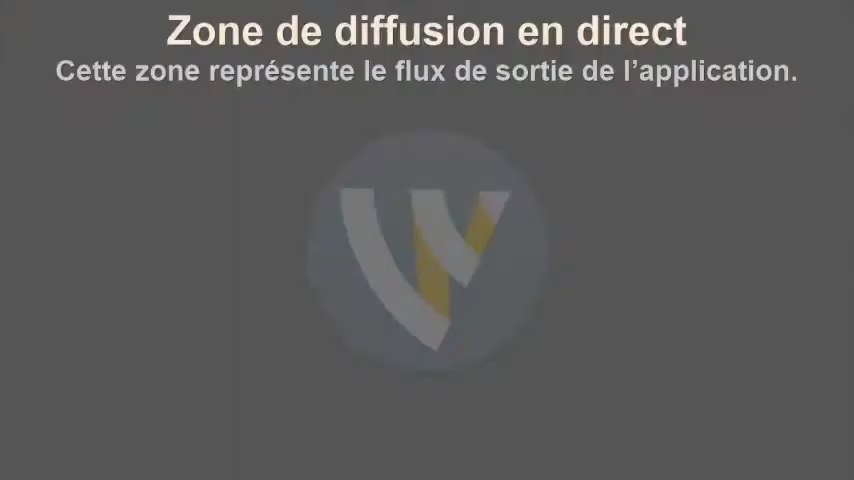 Zone de diffusion en direct
Cette zone représente le flux de sortie de l’application.